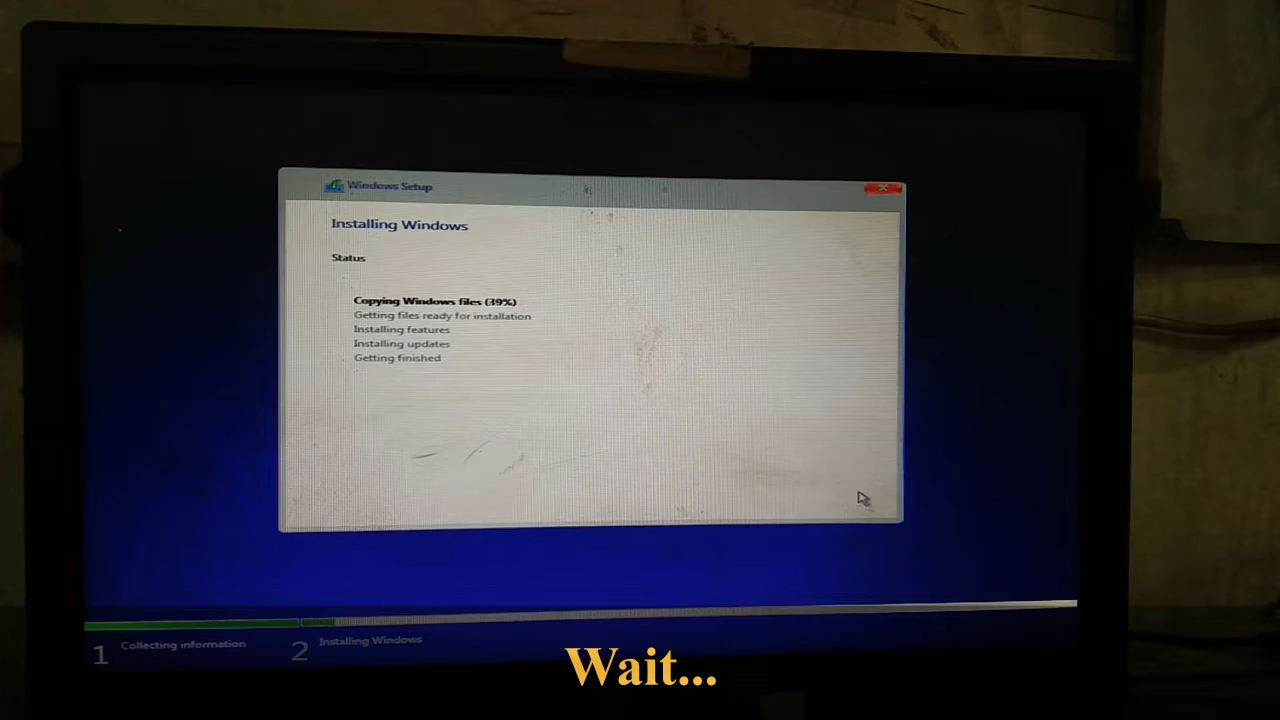 Windows Setup
Installing Windows
Status
Copying Windows files (39%)
Getting files ready for installation
Installing features
Installing updates
Getting finished
1 Collecting information
2 Installing Windows
Wait...